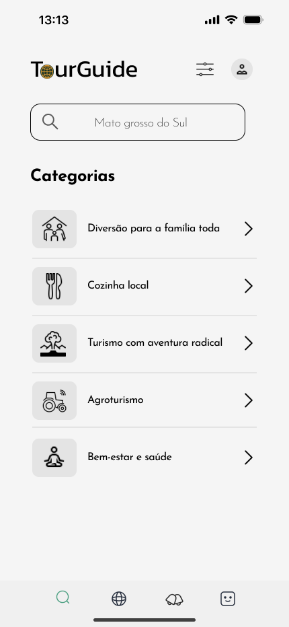 13:13
TourGuide
Mato grosso do Sul
Categorias
Diversão para a família toda
Cozinha local
Turismo com aventura radical
Agroturismo
Bem-estar e saúde